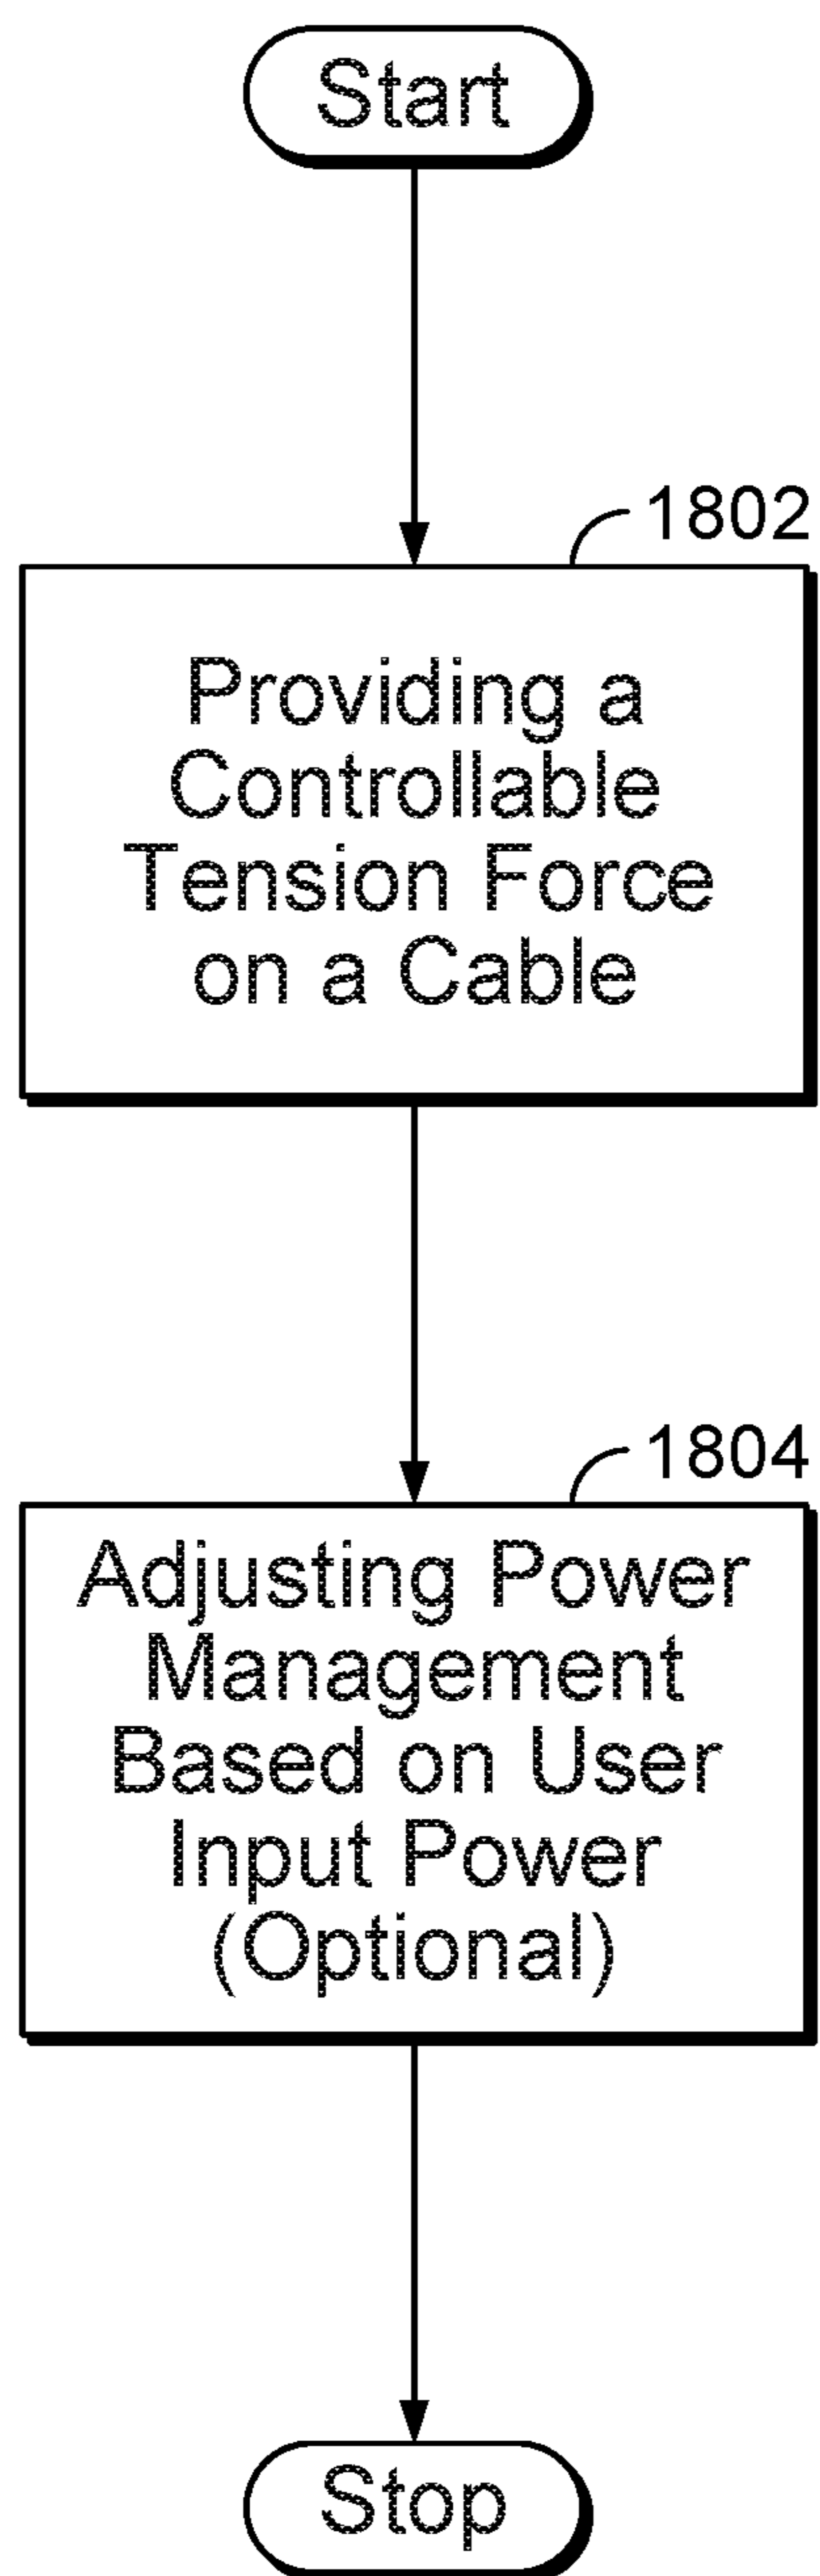 Start
1802
Providing a
Controllable
Tension Force
on a Cable
1804
Adjusting Power
Management
Based on User
Input Power
(Optional)
Stop